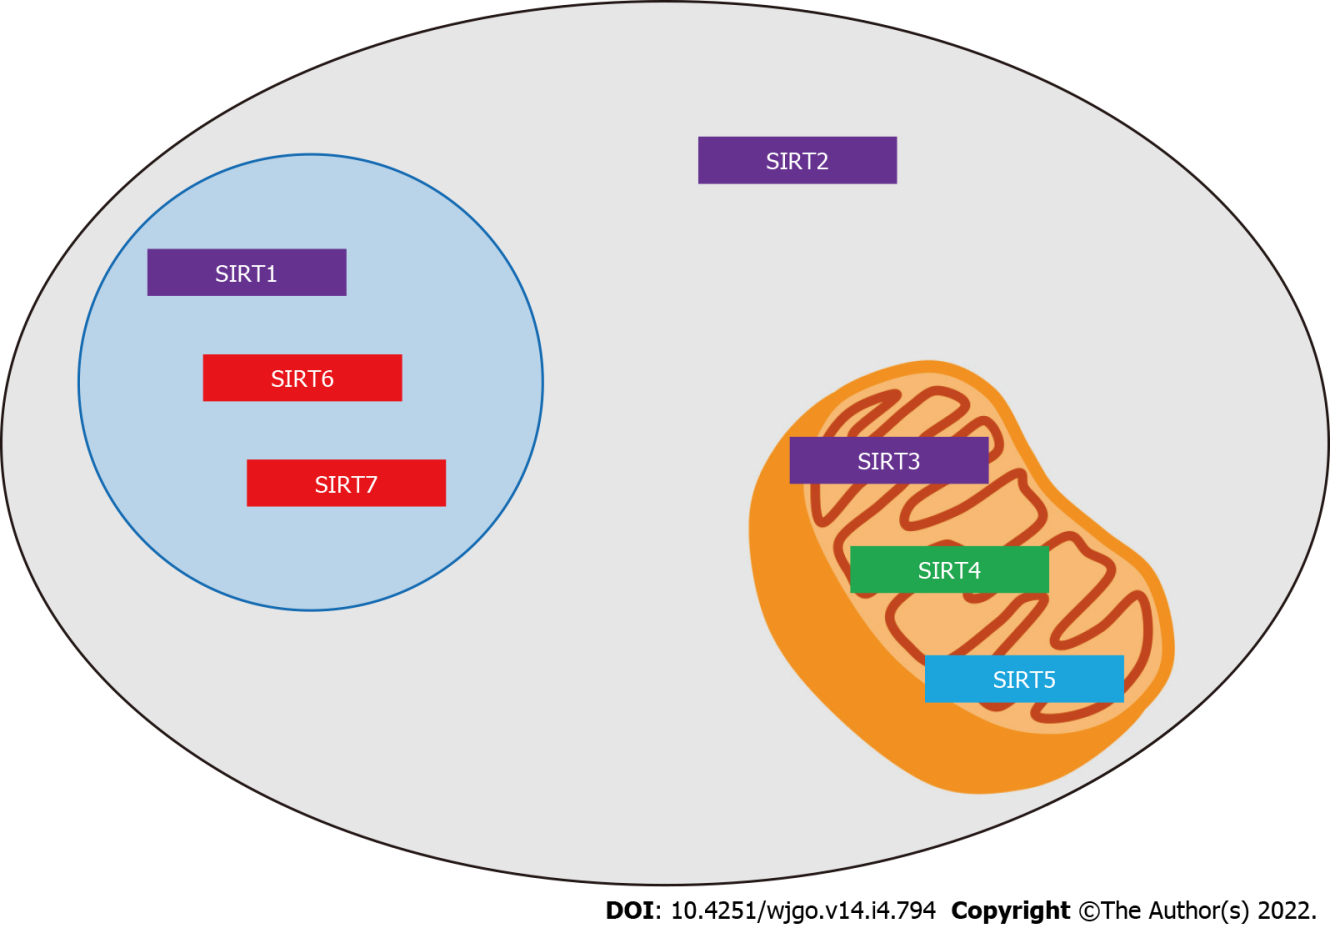 SIRT2
SIRT1
SIRT6
SIRT7
SIRT3
SIRT4
SIRT5
DOI: 10.4251/wjgo.v14.i4.794 Copyright ©The Author(s) 2022.